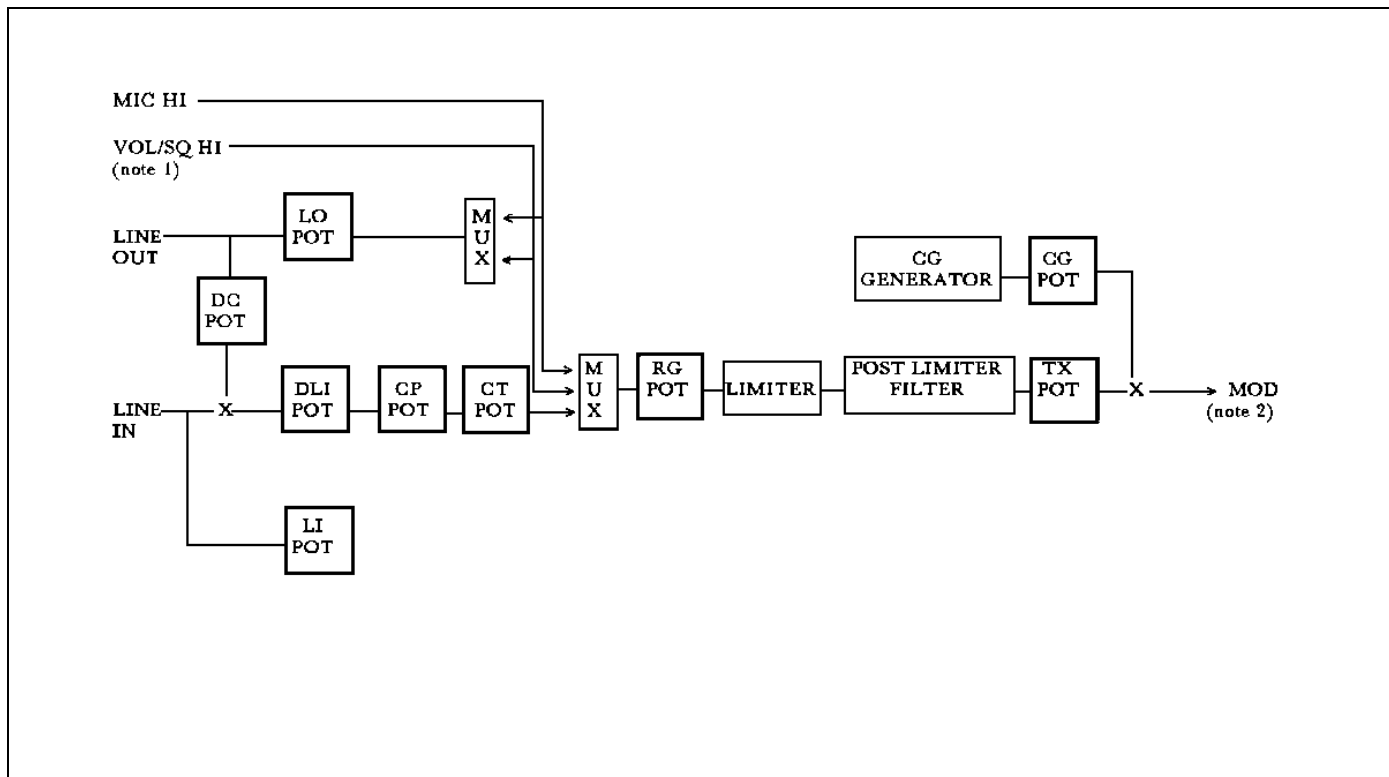 MIC HI
VOL/SQ HI
(note 1)
LO
POT
M
U
X
LINE
OUT
DC
POT
CG
GENERATOR
CG
POT
LINE
IN
DLI
POT
CP
POT
CT
POT
M
U
X
RG
POT
LIMITER
POST LIMITER
FILTER
TX
POT
X
X
MOD
(note 2)
LI
POT